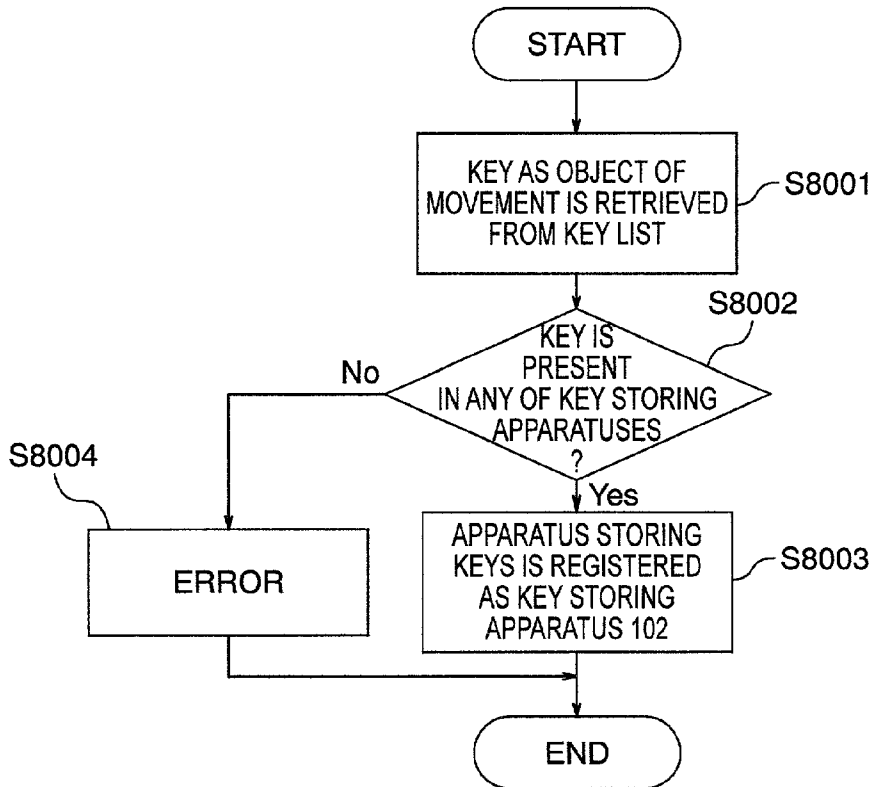 START
KEY AS OBJECT OF
MOVEMENT IS RETRIEVED
FROM KEY LIST
S8001
S8002
KEY IS
PRESENT
IN ANY OF KEY STORING
APPARATUSES
?
No
Yes
S8004
ERROR
APPARATUS STORING
KEYS IS REGISTERED
AS KEY STORING
APPARATUS 102
S8003
END